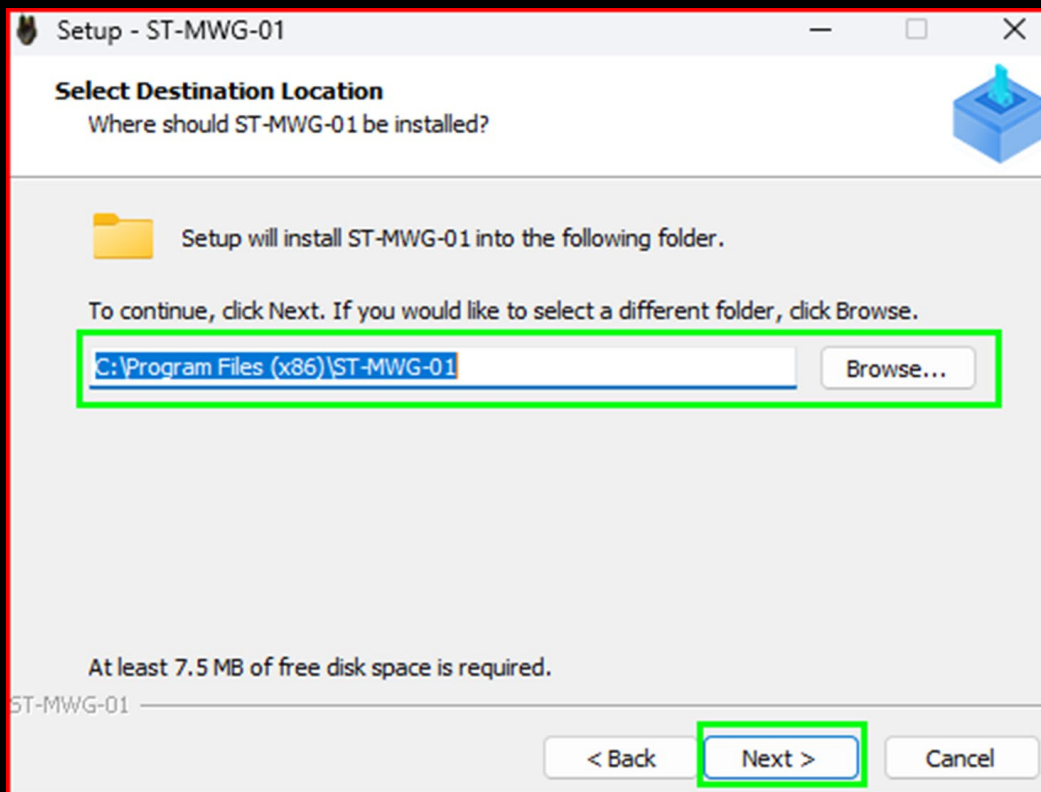 Setup - ST-MWG-01
Select Destination Location
Where should ST-MWG-01 be installed?
Setup will install ST-MWG-01 into the following folder.
To continue, click Next. If you would like to select a different folder, click Browse.
C:\Program Files (x86)\ST-MWG-01
Browse...
At least 7.5 MB of free disk space is required.
ST-MWG-01
< Back
Next >
Cancel